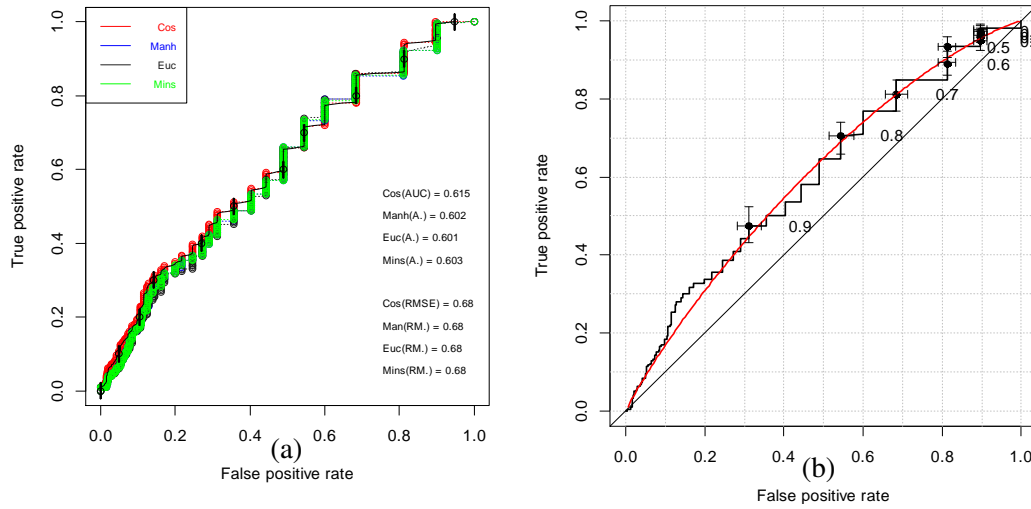 Cos
Manh
Euc
Mins
Cos(AUC) = 0.615
Manh(A.) = 0.602
Euc(A.) = 0.601
Mins(A.) = 0.603
Cos(RMSE) = 0.68
Man(RM.) = 0.68
Euc(RM.) = 0.68
Mins(RM.) = 0.68
True positive rate
0.0 0.2 0.4 0.6 0.8 1.0
0.0 0.2 0.4 0.6 0.8 1.0
(a)
False positive rate
0.5
0.6
0.7
0.8
0.9
True positive rate
0.0 0.2 0.4 0.6 0.8 1.0
0.0 0.2 0.4 0.6 0.8 1.0
(b)
False positive rate